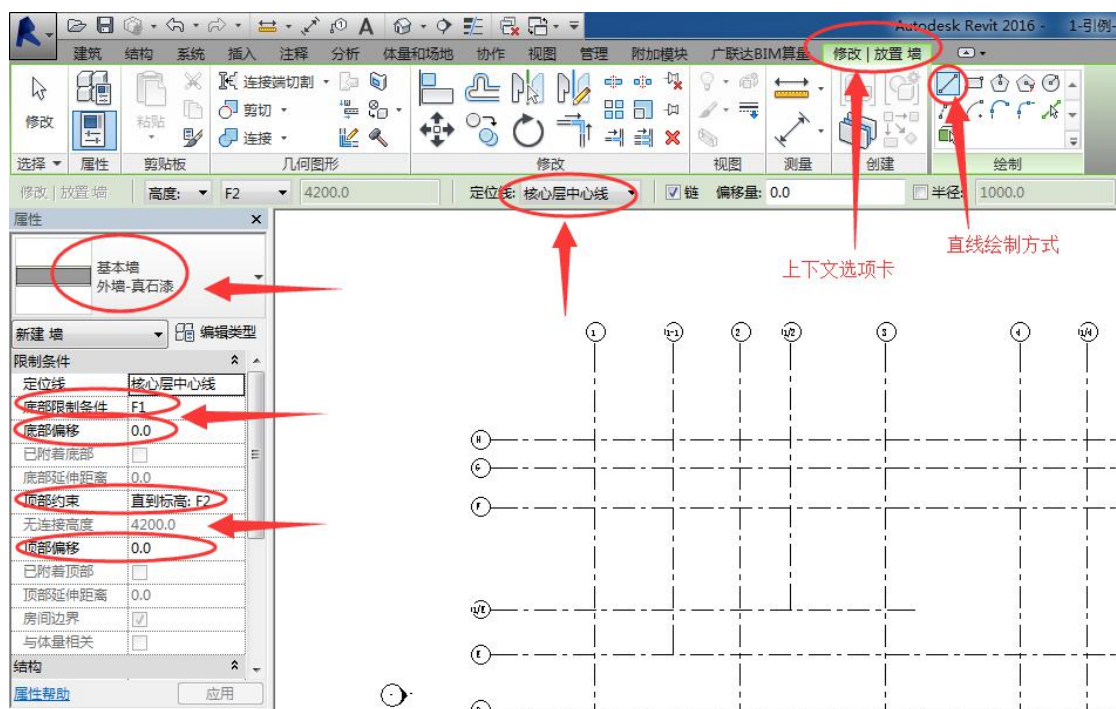 Autodesk Revit 2016 - 1-引例-
建筑 结构 系统 插入 注释 分析 体量和场地 协作 视图 管理 附加模块 广联达BIM算量 修改 | 放置 墙
修改 粘贴 连接端切割
剪切
连接
选择 属性 剪贴板 几何图形 修改 视图 测量 创建 绘制
修改 | 放置 墙 高度: F2 4200.0 定位线: 核心层中心线 链 偏移量: 0.0 半径: 1000.0
属性
基本墙
外墙-真石漆
新建 墙 编辑类型
限制条件
定位线 核心层中心线
底部限制条件 F1
底部偏移 0.0
已附着底部
底部延伸距离 0.0
顶部约束 直到标高: F2
无连接高度 4200.0
顶部偏移 0.0
已附着顶部
顶部延伸距离 0.0
房间边界
与体量相关
结构
属性帮助 应用
上下文选项卡
直线绘制方式
1 1-1 2 1/2 3 4 1/4
H
G
F
1/E
E